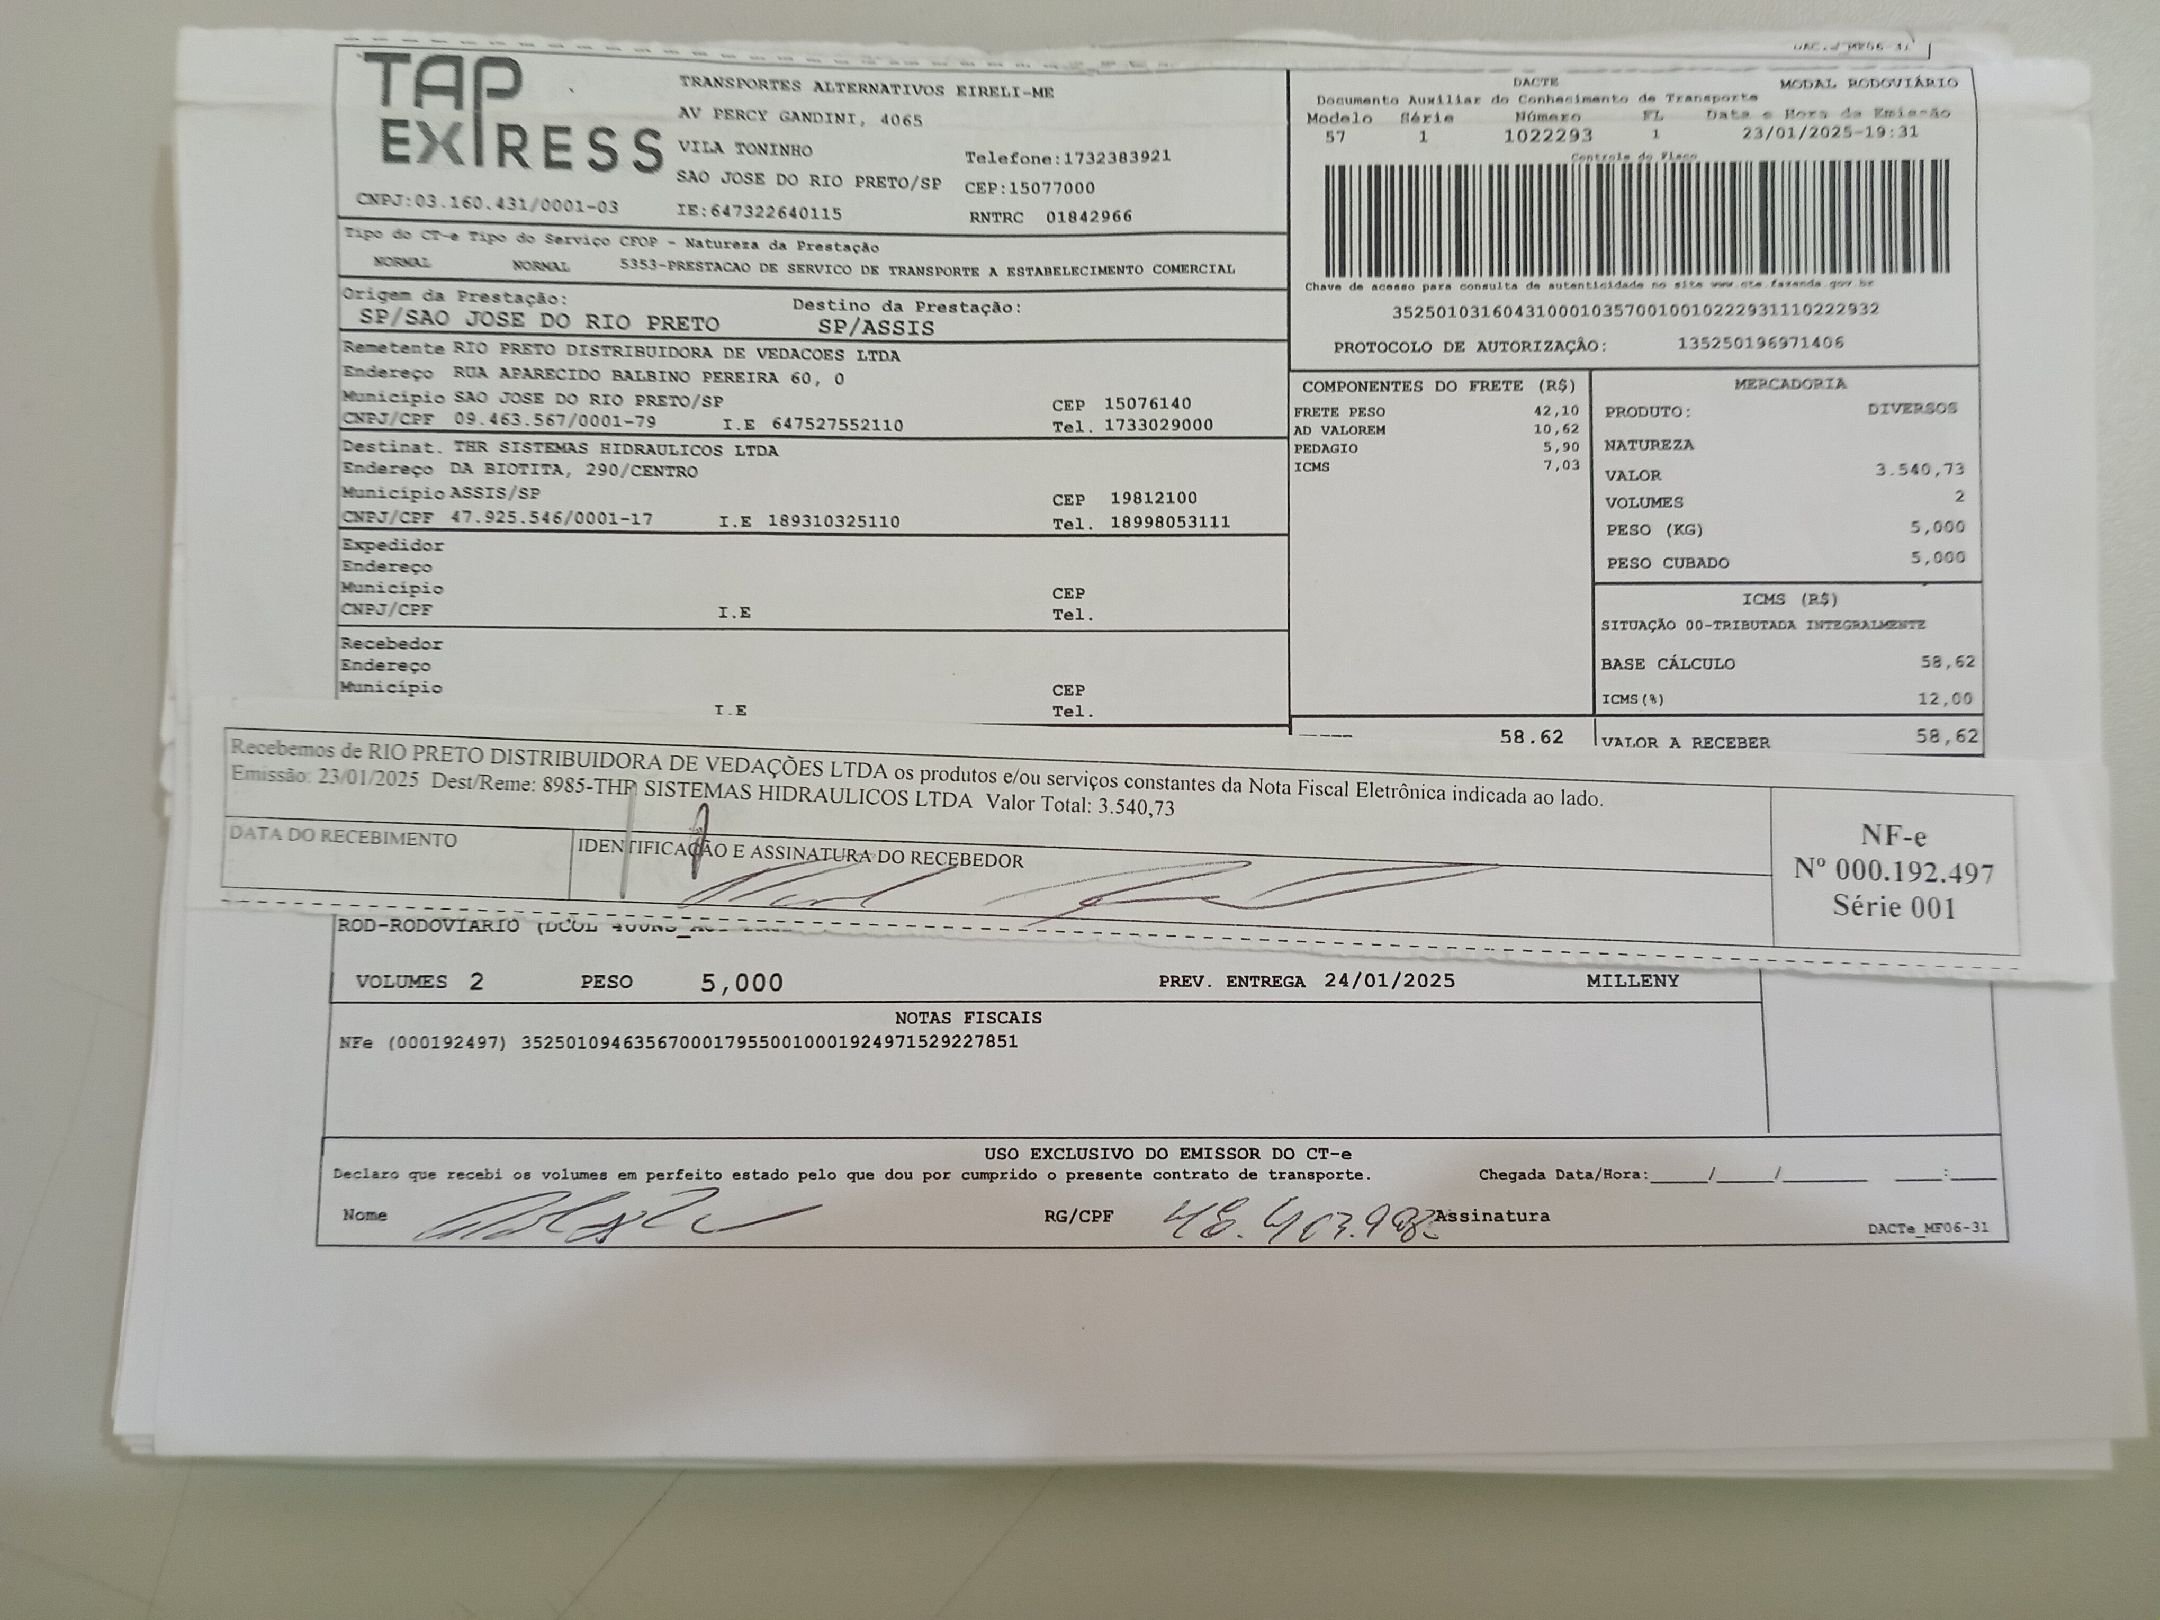 TAP
EXPRESS
TRANSPORTES ALTERNATIVOS EIRELI-ME
AV PERCY GANDINI, 4065
VILA TONINHO
Telefone:1732383921
SAO JOSE DO RIO PRETO/SP CEP:15077000
CNPJ:03.160.431/0001-03 IE:647322640115 RNTRC 01842966
DACTE MODAL RODOVIÁRIO
Documento Auxiliar do Conhecimento de Transporte
Modelo Série Número FL Data e Hora da Emissão
57 1 1022293 1 23/01/2025-19:31
Controle do Fisco
Chave de acesso para consulta de autenticidade no site www.cte.fazenda.gov.br
35250103160431000103570010010222931110222932
PROTOCOLO DE AUTORIZAÇÃO: 135250196971406
Tipo do CT-e Tipo do Serviço CFOP - Natureza da Prestação
NORMAL NORMAL 5353-PRESTACAO DE SERVICO DE TRANSPORTE A ESTABELECIMENTO COMERCIAL
Origem da Prestação: Destino da Prestação:
SP/SAO JOSE DO RIO PRETO SP/ASSIS
Remetente RIO PRETO DISTRIBUIDORA DE VEDACOES LTDA
Endereço RUA APARECIDO BALBINO PEREIRA 60, 0
Município SAO JOSE DO RIO PRETO/SP CEP 15076140
CNPJ/CPF 09.463.567/0001-79 I.E 647527552110 Tel. 1733029000
Destinat. THR SISTEMAS HIDRAULICOS LTDA
Endereço DA BIOTITA, 290/CENTRO
Município ASSIS/SP CEP 19812100
CNPJ/CPF 47.925.546/0001-17 I.E 189310325110 Tel. 18998053111
Expedidor
Endereço
Município CEP
CNPJ/CPF I.E Tel.
Recebedor
Endereço
Município CEP
I.E Tel.
COMPONENTES DO FRETE (R$)
FRETE PESO 42,10
AD VALOREM 10,62
PEDAGIO 5,90
ICMS 7,03
58.62
MERCADORIA
PRODUTO: DIVERSOS
NATUREZA
VALOR 3.540,73
VOLUMES 2
PESO (KG) 5,000
PESO CUBADO 5,000
ICMS (R$)
SITUAÇÃO 00-TRIBUTADA INTEGRALMENTE
BASE CÁLCULO 58,62
ICMS(%) 12,00
VALOR A RECEBER 58,62
Recebemos de RIO PRETO DISTRIBUIDORA DE VEDAÇÕES LTDA os produtos e/ou serviços constantes da Nota Fiscal Eletrônica indicada ao lado.
Emissão: 23/01/2025 Dest/Reme: 8985-THR SISTEMAS HIDRAULICOS LTDA Valor Total: 3.540,73
DATA DO RECEBIMENTO
IDENTIFICAÇÃO E ASSINATURA DO RECEBEDOR
NF-e
Nº 000.192.497
Série 001
ROD-RODOVIARIO
VOLUMES 2 PESO 5,000 PREV. ENTREGA 24/01/2025 MILLENY
NOTAS FISCAIS
NFe (000192497) 35250109463567000179550010001924971529227851
USO EXCLUSIVO DO EMISSOR DO CT-e
Declaro que recebi os volumes em perfeito estado pelo que dou por cumprido o presente contrato de transporte. Chegada Data/Hora:_____/_____/_______ ____:____
Nome RG/CPF Assinatura
DACTe_MF06-31